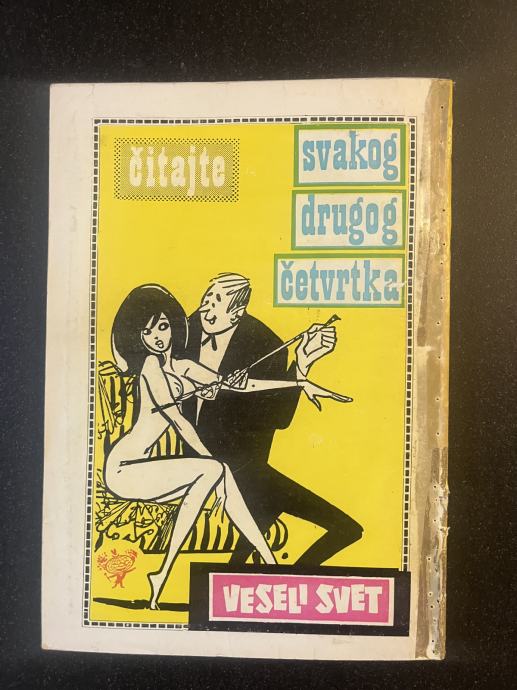 čitajte
svakog
drugog
četvrtka
VESELI SVET